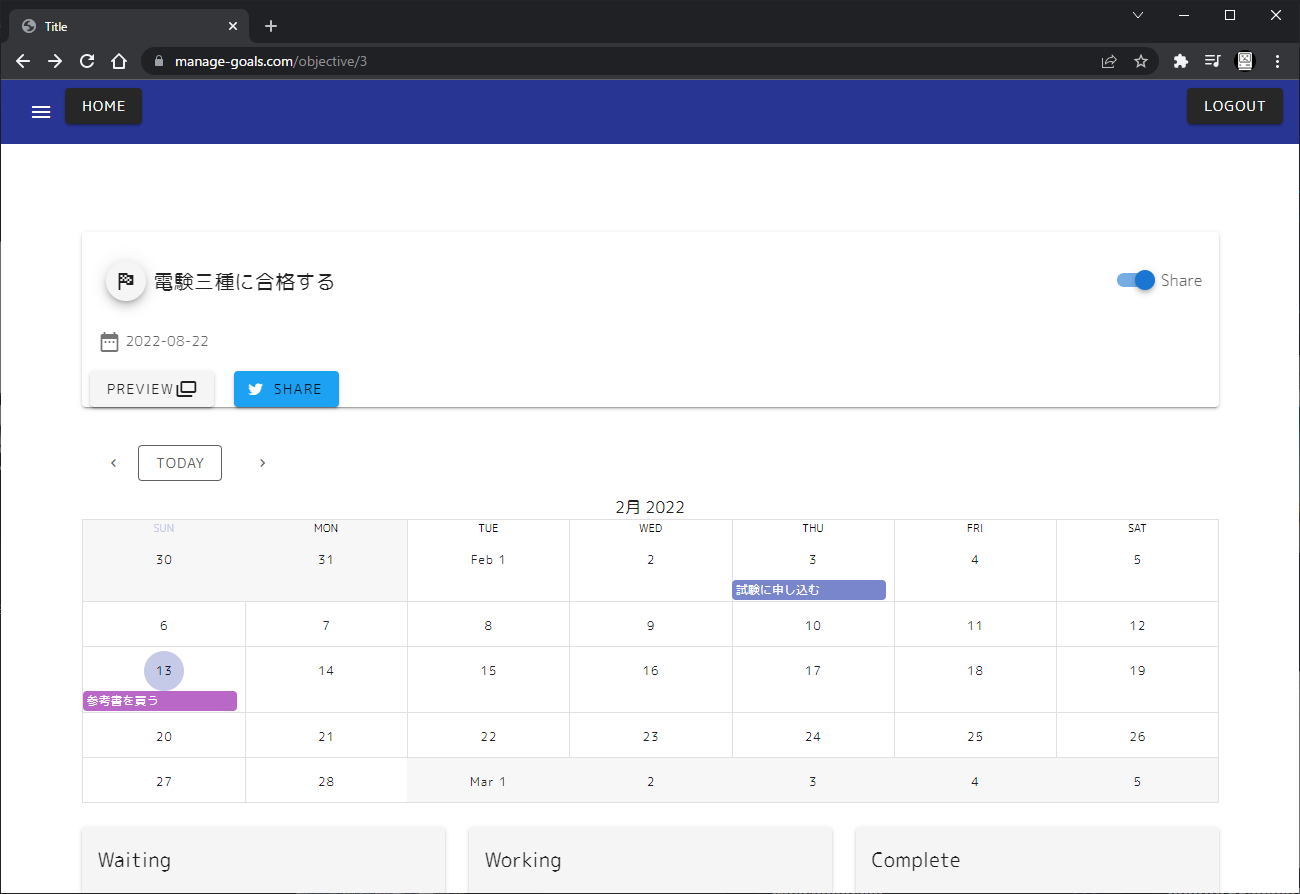 Title
manage-goals.com/objective/3
HOME
LOGOUT
電験三種に合格する
Share
2022-08-22
PREVIEW
SHARE
TODAY
2月 2022
SUN MON TUE WED THU FRI SAT
30 31 Feb 1 2 3 4 5
試験に申し込む
6 7 8 9 10 11 12
13 14 15 16 17 18 19
参考書を買う
20 21 22 23 24 25 26
27 28 Mar 1 2 3 4 5
Waiting Working Complete